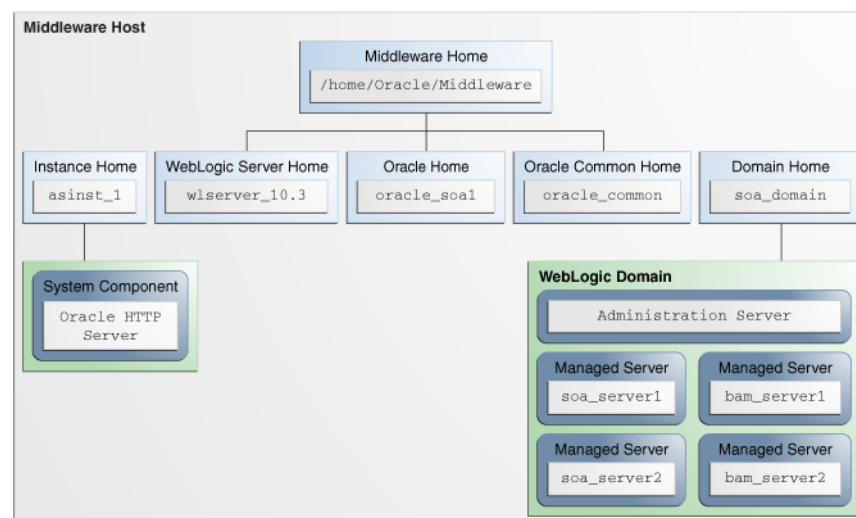 Middleware Host
Middleware Home
/home/Oracle/Middleware
Instance Home
asinst_1
WebLogic Server Home
wlserver_10.3
Oracle Home
oracle_soa1
Oracle Common Home
oracle_common
Domain Home
soa_domain
System Component
Oracle HTTP
Server
WebLogic Domain
Administration Server
Managed Server
soa_server1
Managed Server
bam_server1
Managed Server
soa_server2
Managed Server
bam_server2